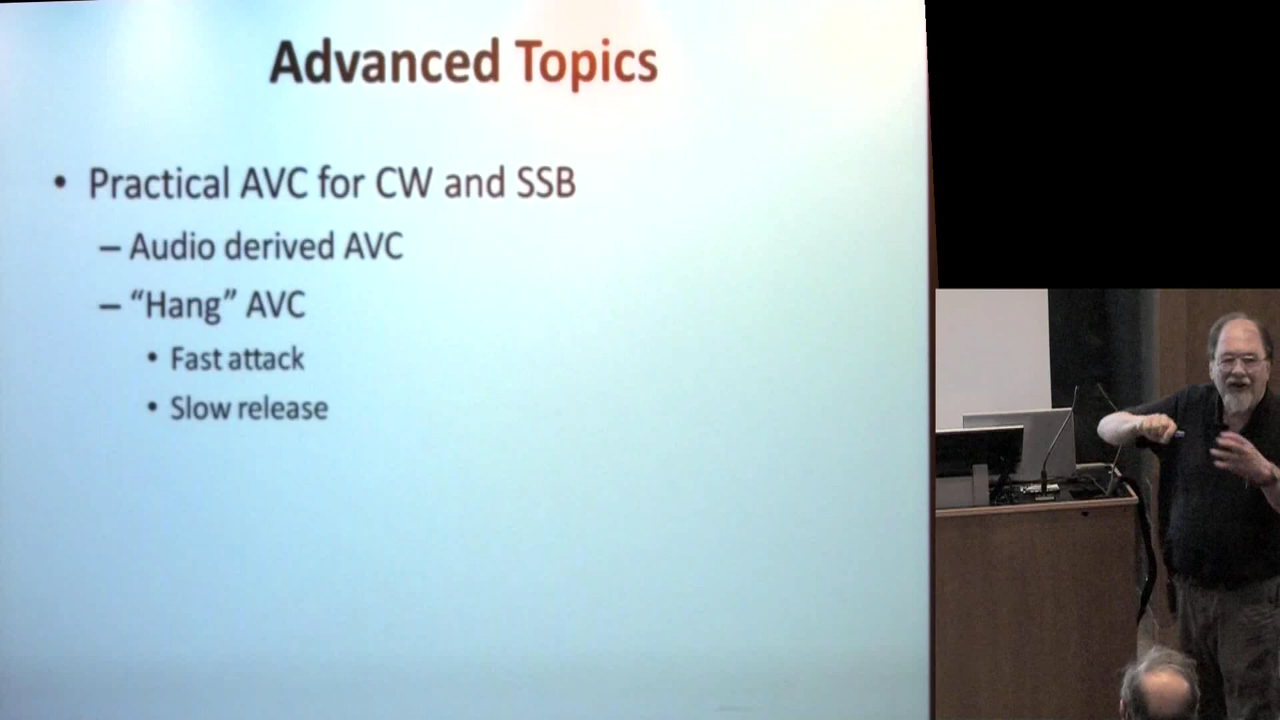 Advanced Topics
• Practical AVC for CW and SSB
– Audio derived AVC
– “Hang” AVC
• Fast attack
• Slow release